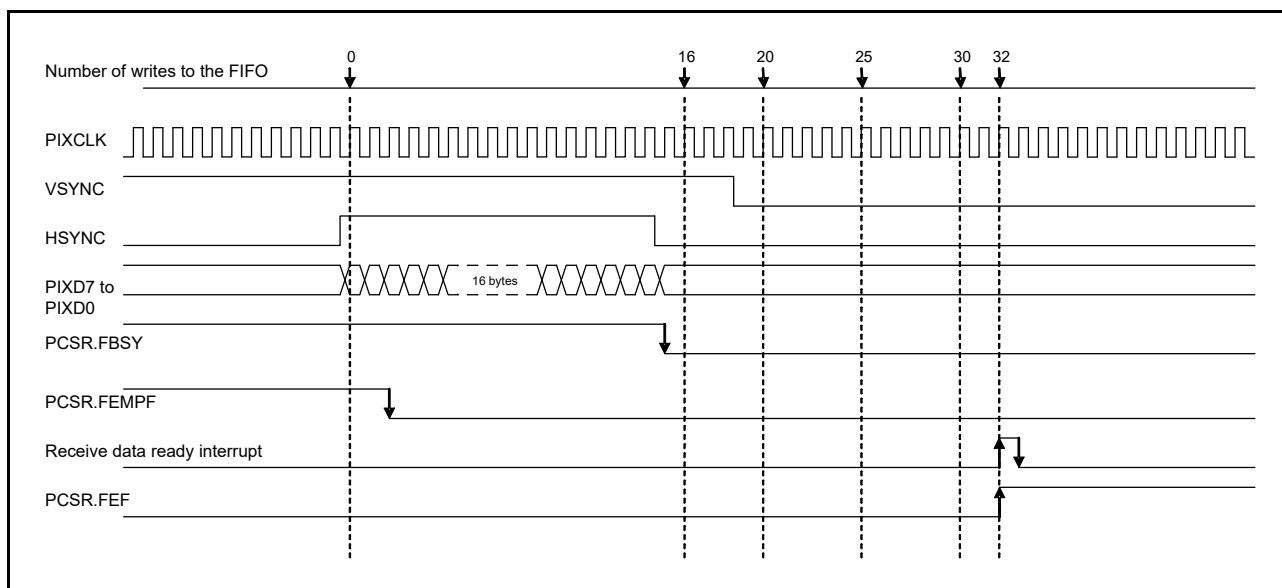 0 16 20 25 30 32
Number of writes to the FIFO
PIXCLK
VSYNC
HSYNC
PIXD7 to
PIXD0
16 bytes
PCSR.FBSY
PCSR.FEMPF
Receive data ready interrupt
PCSR.FEF